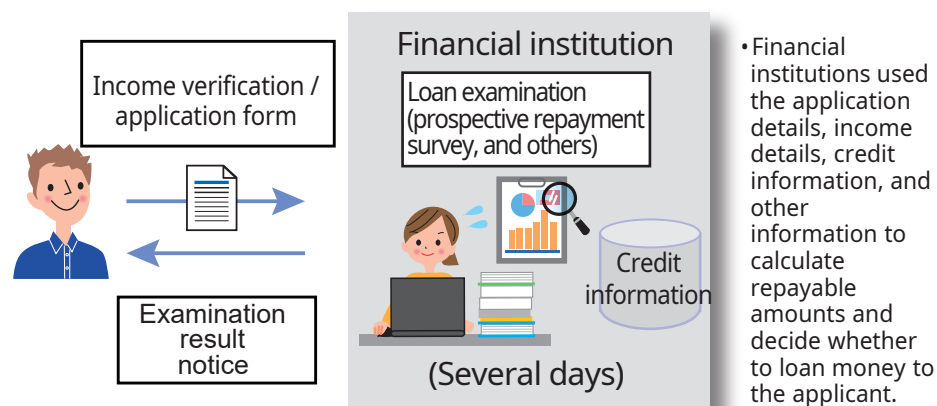 Income verification /
application form
Examination
result
notice
Financial institution
Loan examination
(prospective repayment
survey, and others)
Credit
information
(Several days)
•Financial
institutions used
the application
details, income
details, credit
information, and
other
information to
calculate
repayable
amounts and
decide whether
to loan money to
the applicant.